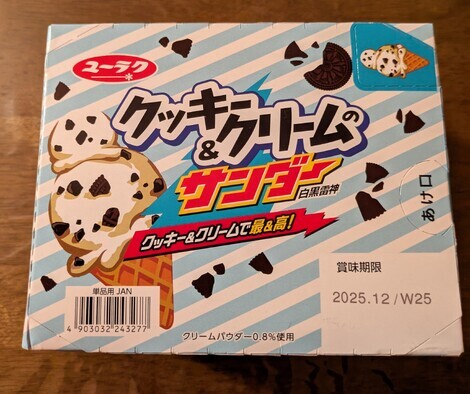 ユーラク
クッキー
&クリームの
サンダー
白黒雷神
クッキー&クリームで最&高!
あけ口
賞味期限
2025.12/W25
単品用 JAN
4 903032 243277
クリームパウダー0.8%使用